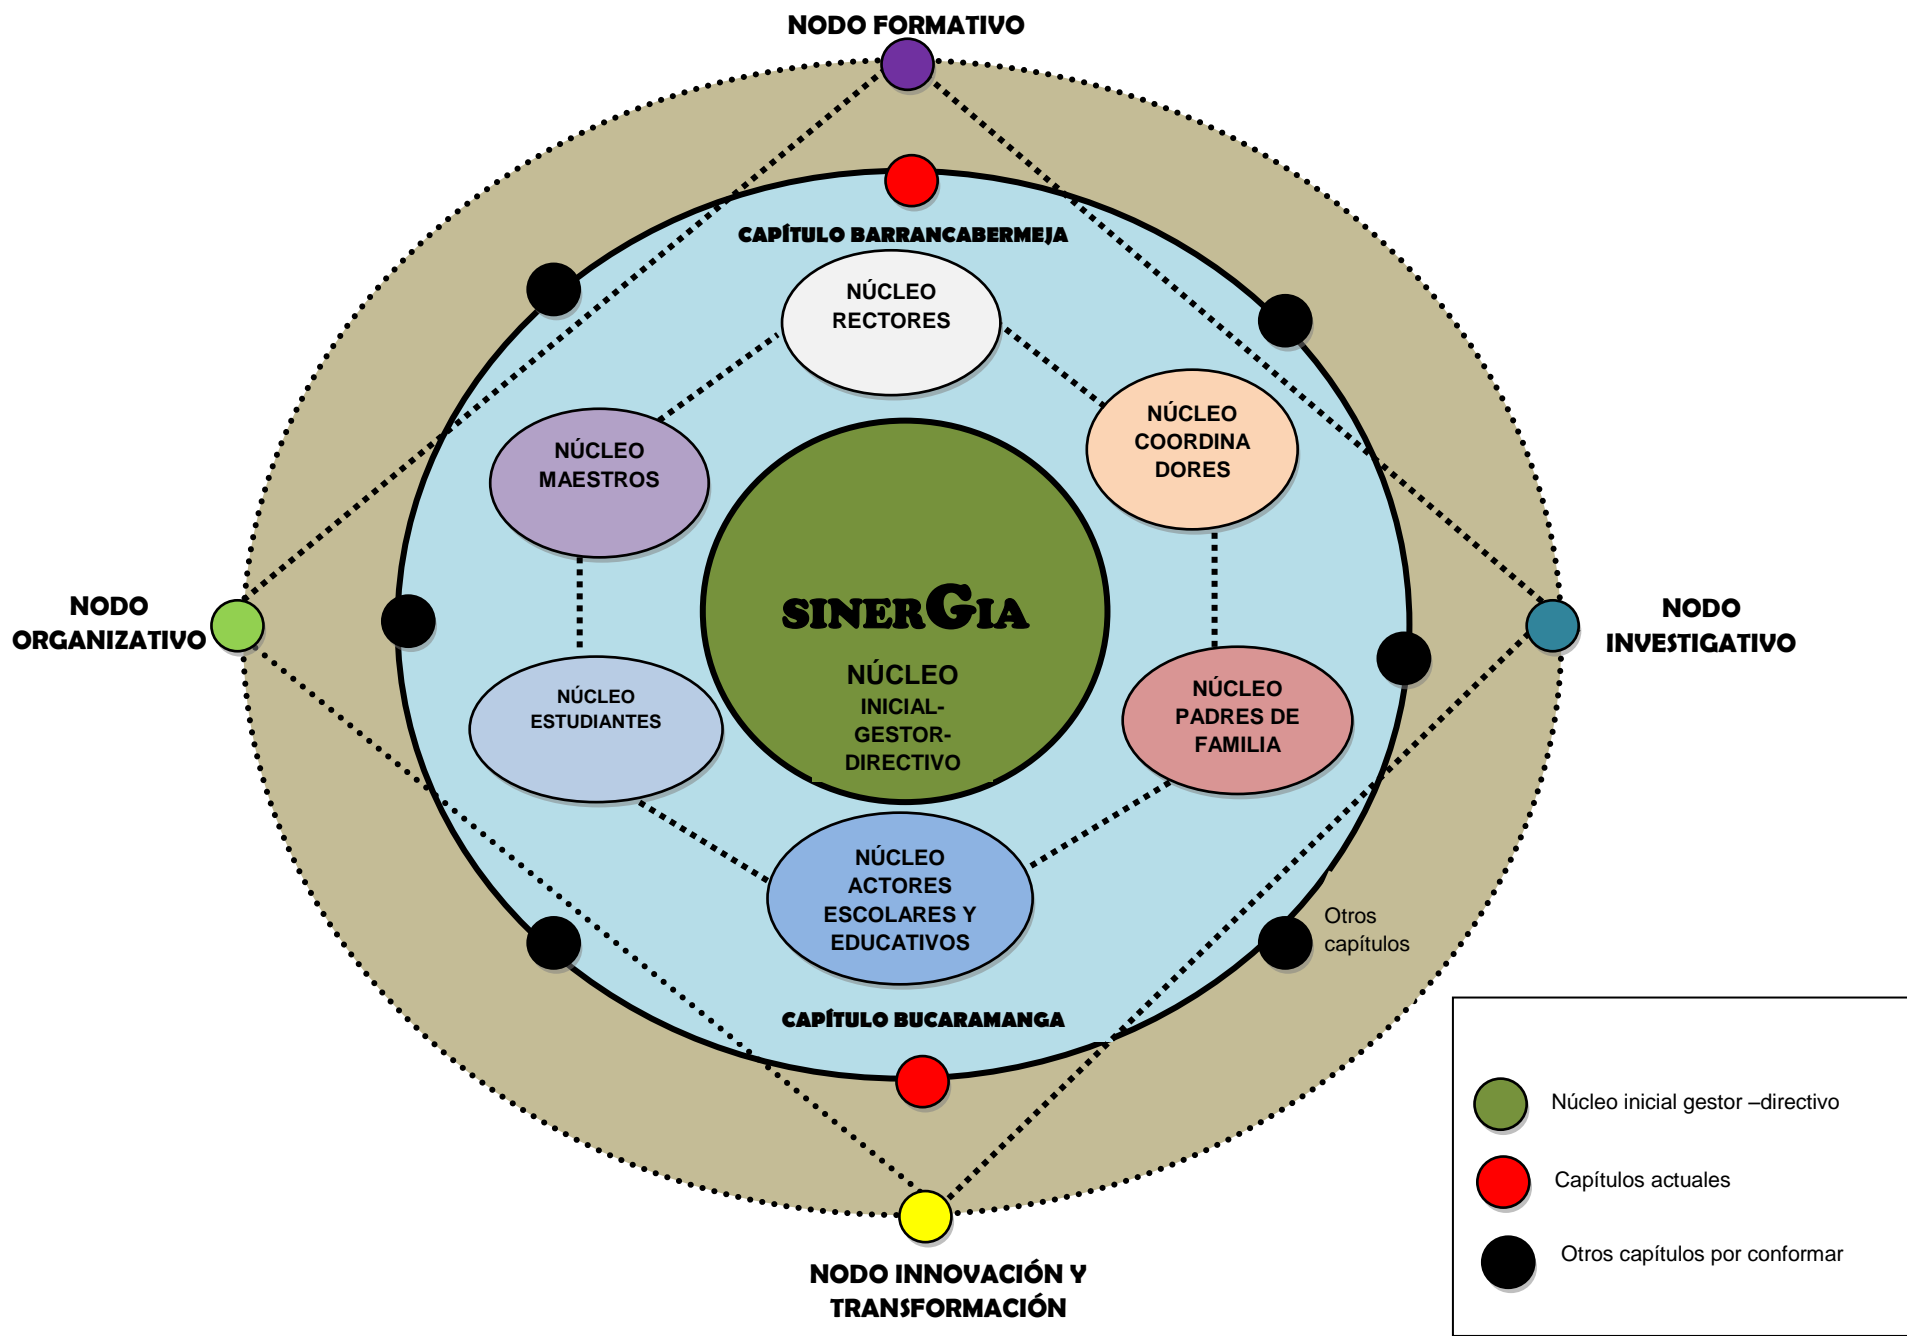 NODO FORMATIVO
CAPÍTULO BARRANCABERMEJA
NÚCLEO
RECTORES
NÚCLEO
COORDINA
DORES
NÚCLEO
MAESTROS
SINERGIA
NÚCLEO
INICIAL-
GESTOR-
DIRECTIVO
NODO
ORGANIZATIVO
NODO
INVESTIGATIVO
NÚCLEO
ESTUDIANTES
NÚCLEO
PADRES DE
FAMILIA
NÚCLEO
ACTORES
ESCOLARES Y
EDUCATIVOS
Otros
capítulos
CAPÍTULO BUCARAMANGA
NODO INNOVACIÓN Y
TRANSFORMACIÓN
Núcleo inicial gestor –directivo
Capítulos actuales
Otros capítulos por conformar